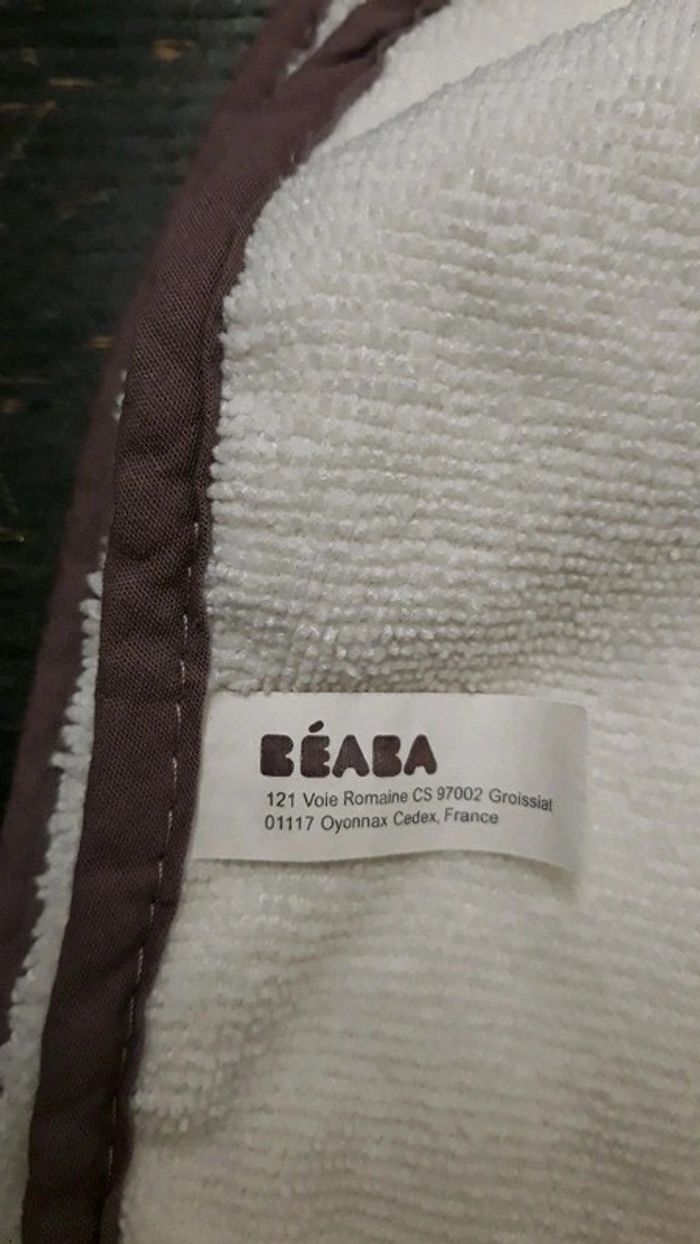 BÉABA
121 Voie Romaine CS 97002 Groissiat
01117 Oyonnax Cedex, France